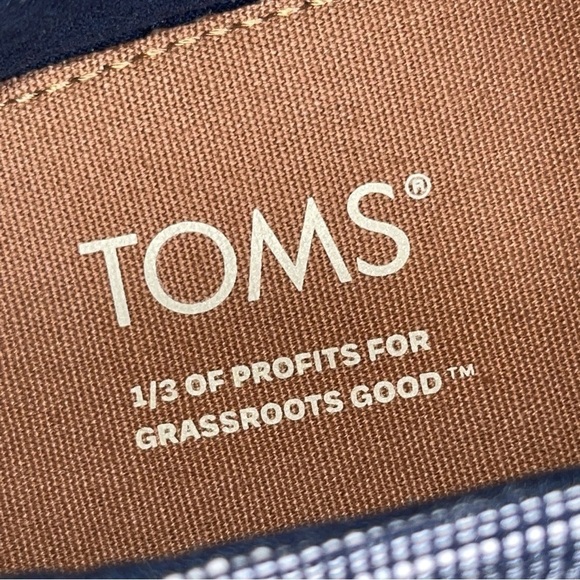 TOMS®
1/3 OF PROFITS FOR
GRASSROOTS GOOD™